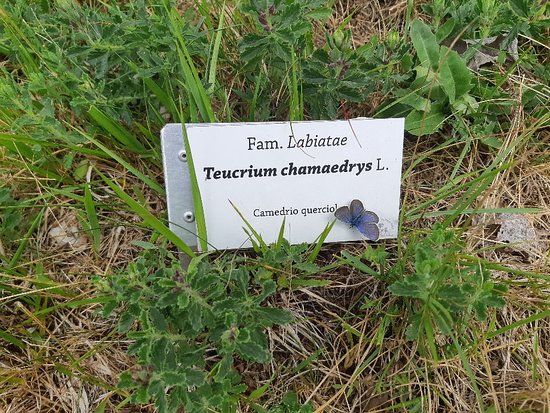 Fam. Labiatae
Teucrium chamaedrys L.
Camedrio querciol